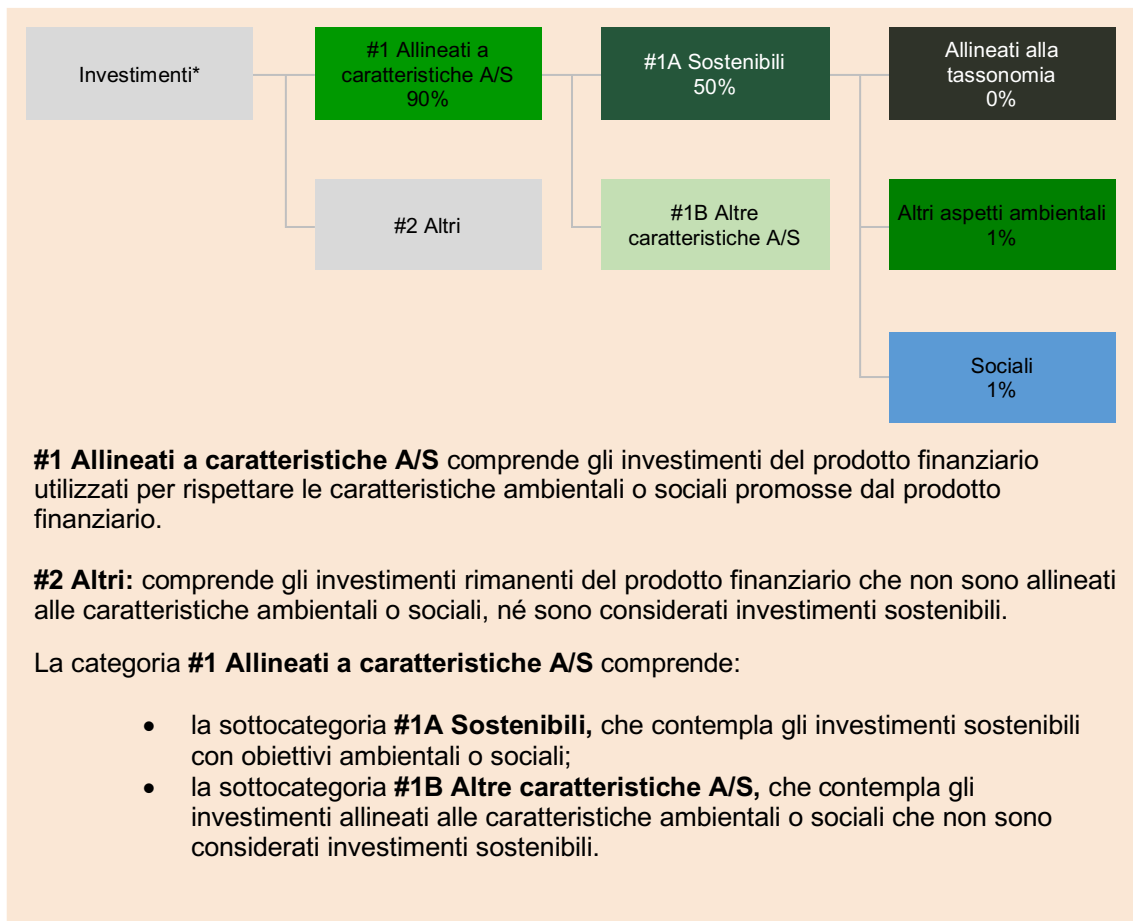 Investimenti*
#1 Allineati a
caratteristiche A/S
90%
#1A Sostenibili
50%
Allineati alla
tassonomia
0%
#2 Altri
#1B Altre
caratteristiche A/S
Altri aspetti ambientali
1%
Sociali
1%
#1 Allineati a caratteristiche A/S comprende gli investimenti del prodotto finanziario
utilizzati per rispettare le caratteristiche ambientali o sociali promosse dal prodotto
finanziario.
#2 Altri: comprende gli investimenti rimanenti del prodotto finanziario che non sono allineati
alle caratteristiche ambientali o sociali, né sono considerati investimenti sostenibili.
La categoria #1 Allineati a caratteristiche A/S comprende:
• la sottocategoria #1A Sostenibili, che contempla gli investimenti sostenibili
con obiettivi ambientali o sociali;
• la sottocategoria #1B Altre caratteristiche A/S, che contempla gli
investimenti allineati alle caratteristiche ambientali o sociali che non sono
considerati investimenti sostenibili.